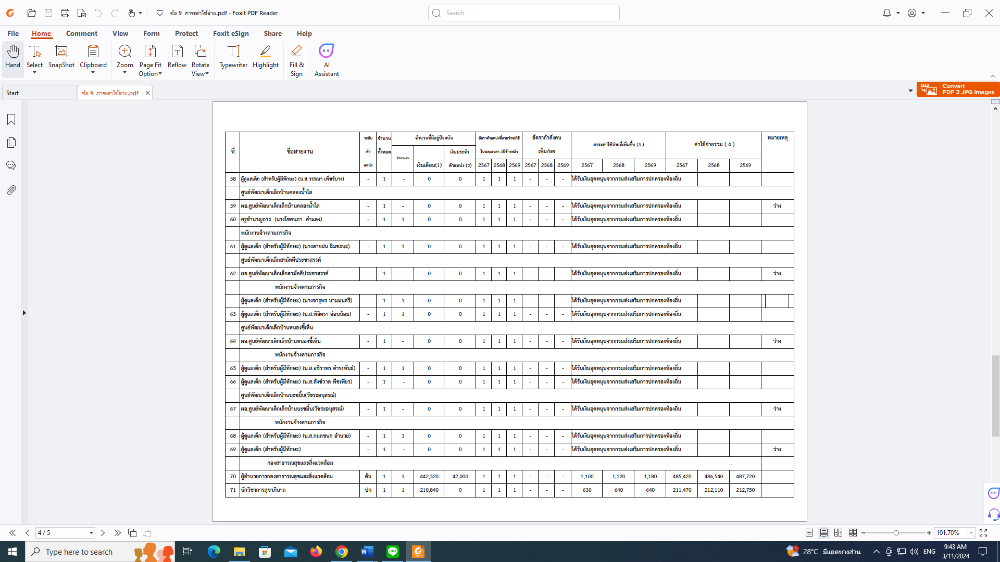 ข้อ 9  ภาระค่าใช้จ่าย.pdf - Foxit PDF Reader
Search
File Home Comment View Form Protect Foxit eSign Share Help
Hand Select SnapShot Clipboard Zoom Page Fit Option Reflow Rotate View Typewriter Highlight Fill & Sign AI Assistant
Start ข้อ 9  ภาระค่าใช้จ่าย.pdf
Convert
PDF 2 JPG Images
ที่ ชื่อสายงาน ระดับ ตำ แหน่ง จำนวน ทั้งหมด จำนวนที่มีอยู่ปัจจบัน อัตราตำแหน่งที่คาดว่าจะใช้ ในระยะเวลา 3ปีข้างหน้า อัตรากำลังคน เพิ่ม/ลด ภาระค่าใช้จ่ายที่เพิ่มขึ้น (3 ) ค่าใช้จ่ายรวม ( 4 ) หมายเหตุ
จำนวนคน เงินเดือน(1) เงินประจำ ตำแหน่ง (2) 2567 2568 2569 2567 2568 2569 2567 2568 2569 2567 2568 2569
58 ผู้ดูแลเด็ก (สำหรับผู้มีทักษะ) (น.ส.วรรณา เพ็ชร์บาง) - 1 - 0 0 1 1 1 - - - ได้รับเงินอุดหนุนจากกรมส่งเสริมการปกครองท้องถิ่น
ศูนย์พัฒนาเด็กเล็กบ้านคลองน้ำใส
59 ผอ.ศูนย์พัฒนาเด็กเล็กบ้านคลองน้ำใส - 1 - 0 0 1 1 1 - - - ได้รับเงินอุดหนุนจากกรมส่งเสริมการปกครองท้องถิ่น ว่าง
60 ครูชำนาญการ  (นางโชคนภา  คำแดง) - 1 1 0 0 1 1 1 - - - ได้รับเงินอุดหนุนจากกรมส่งเสริมการปกครองท้องถิ่น
พนักงานจ้างตามภารกิจ
61 ผู้ดูแลเด็ก (สำหรับผู้มีทักษะ) (นางสายฝน ฉิมชะนะ) - 1 1 0 0 1 1 1 - - - ได้รับเงินอุดหนุนจากกรมส่งเสริมการปกครองท้องถิ่น
ศูนย์พัฒนาเด็กเล็กสามัคคีประชาสรรค์
62 ผอ.ศูนย์พัฒนาเด็กเล็กสามัคคีประชาสรรค์ - 1 - 0 0 1 1 1 - - - ได้รับเงินอุดหนุนจากกรมส่งเสริมการปกครองท้องถิ่น ว่าง
พนักงานจ้างตามภารกิจ
ผู้ดูแลเด็ก (สำหรับผู้มีทักษะ) (นางจารุพร นามมนตรี) - 1 1 0 0 1 1 1 - - - ได้รับเงินอุดหนุนจากกรมส่งเสริมการปกครองท้องถิ่น
63 ผู้ดูแลเด็ก (สำหรับผู้มีทักษะ) (น.ส.พิจิตรา อ่อนน้อม) - 1 1 0 0 1 1 1 - - - ได้รับเงินอุดหนุนจากกรมส่งเสริมการปกครองท้องถิ่น
ศูนย์พัฒนาเด็กเล็กบ้านหนองขี้เห็น
64 ผอ.ศูนย์พัฒนาเด็กเล็กบ้านหนองขี้เห็น - 1 - 0 0 1 1 1 - - - ได้รับเงินอุดหนุนจากกรมส่งเสริมการปกครองท้องถิ่น ว่าง
พนักงานจ้างตามภารกิจ
65 ผู้ดูแลเด็ก (สำหรับผู้มีทักษะ) (น.ส.อชิราพร ดำรงพันธ์) - 1 1 0 0 1 1 1 - - - ได้รับเงินอุดหนุนจากกรมส่งเสริมการปกครองท้องถิ่น
66 ผู้ดูแลเด็ก (สำหรับผู้มีทักษะ) (น.ส.สังช์วาล พืชเพียร) - 1 - 0 0 1 1 1 - - - ได้รับเงินอุดหนุนจากกรมส่งเสริมการปกครองท้องถิ่น
ศูนย์พัฒนาเด็กเล็กบ้านบะขมิ้น(วัชระอนุสรณ์)
67 ผอ.ศูนย์พัฒนาเด็กเล็กบ้านบะขมิ้น(วัชระอนุสรณ์) - 1 - 0 0 1 1 1 - - - ได้รับเงินอุดหนุนจากกรมส่งเสริมการปกครองท้องถิ่น ว่าง
พนักงานจ้างตามภารกิจ
68 ผู้ดูแลเด็ก (สำหรับผู้มีทักษะ) (น.ส.กมลชนก อำนวย) - 1 1 0 0 1 1 1 - - - ได้รับเงินอุดหนุนจากกรมส่งเสริมการปกครองท้องถิ่น
69 ผู้ดูแลเด็ก (สำหรับผู้มีทักษะ) - 1 - 0 0 1 1 1 - - - ได้รับเงินอุดหนุนจากกรมส่งเสริมการปกครองท้องถิ่น ว่าง
กองสาธารณสุขและสิ่งแวดล้อม .
70 ผู้อำนวยการกองสาธารณสุขและสิ่งแวดล้อม ต้น 1 1 442,320 42,000 1 1 1 - - - 1,100 1,120 1,180 485,420 486,540 487,720
71 นักวิชาการสุขาภิบาล ปก 1 1 210,840 0 1 1 1 - - - 630 640 640 211,470 212,110 212,750
4 / 5 101.70%
Type here to search 28°C มีแดดบางส่วน ENG 9:43 AM
3/11/2024